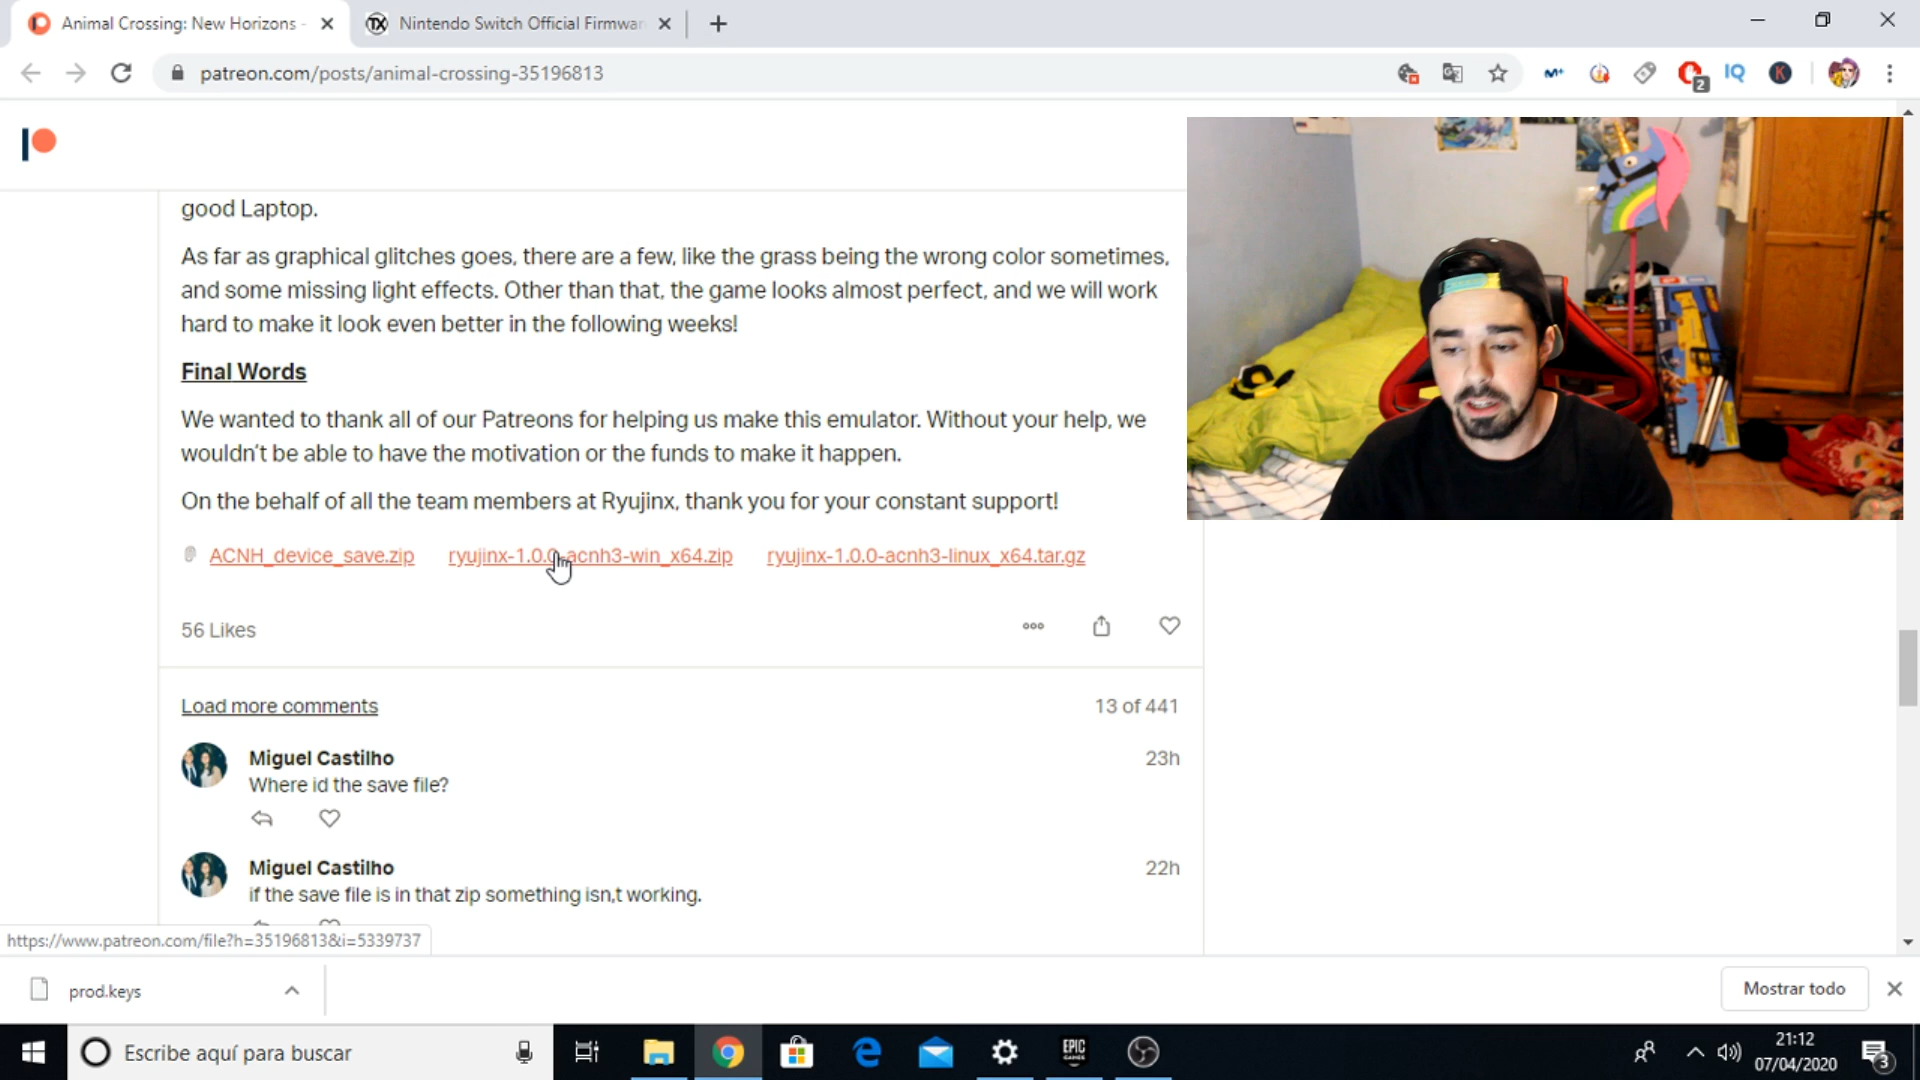 Animal Crossing: New Horizons -
Nintendo Switch Official Firmwar
patreon.com/posts/animal-crossing-35196813
2
IQ
K
good Laptop.
As far as graphical glitches goes, there are a few, like the grass being the wrong color sometimes,
and some missing light effects. Other than that, the game looks almost perfect, and we will work
hard to make it look even better in the following weeks!
Final Words
We wanted to thank all of our Patreons for helping us make this emulator. Without your help, we
wouldn't be able to have the motivation or the funds to make it happen.
On the behalf of all the team members at Ryujinx, thank you for your constant support!
ACNH_device_save.zip ryujinx-1.0.0-acnh3-win_x64.zip ryujinx-1.0.0-acnh3-linux_x64.tar.gz
56 Likes
Load more comments 13 of 441
Miguel Castilho 23h
Where id the save file?
Miguel Castilho 22h
if the save file is in that zip something isn,t working.
https://www.patreon.com/file?h=35196813&i=5339737
prod.keys
Mostrar todo
Escribe aquí para buscar
EPIC
GAMES
21:12
07/04/2020
3